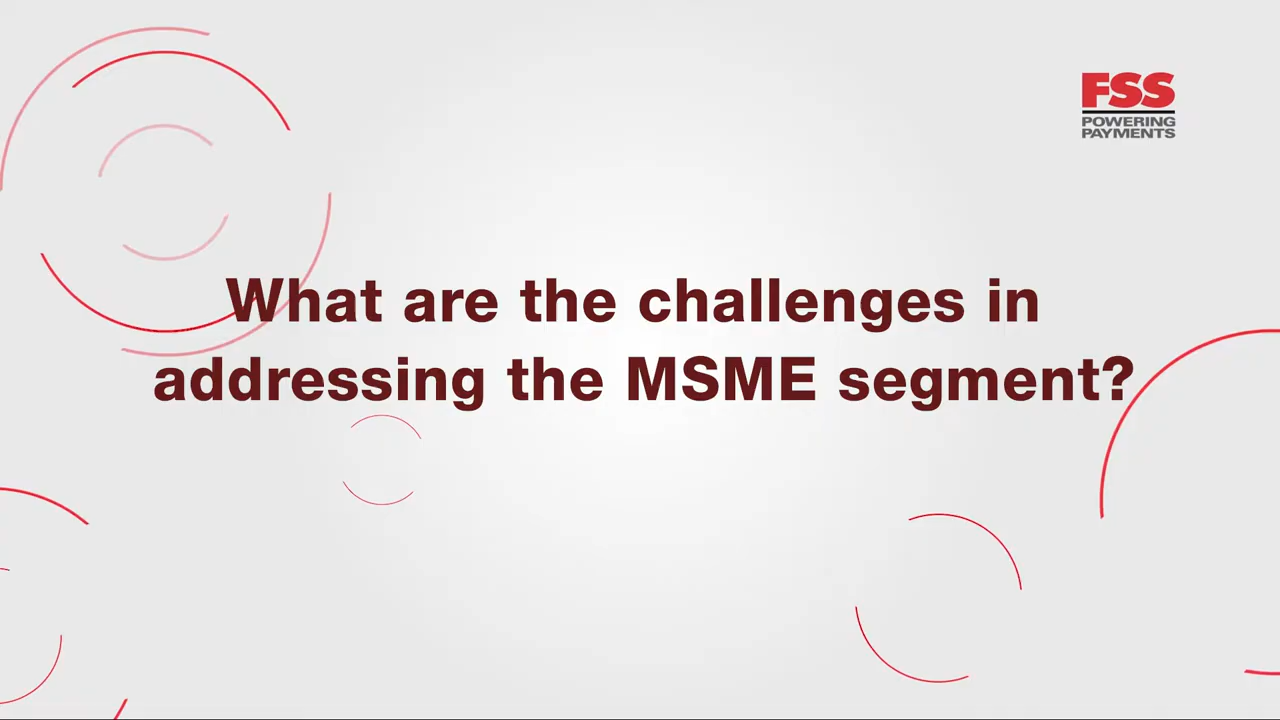 FSS
POWERING
PAYMENTS
What are the challenges in
addressing the MSME segment?